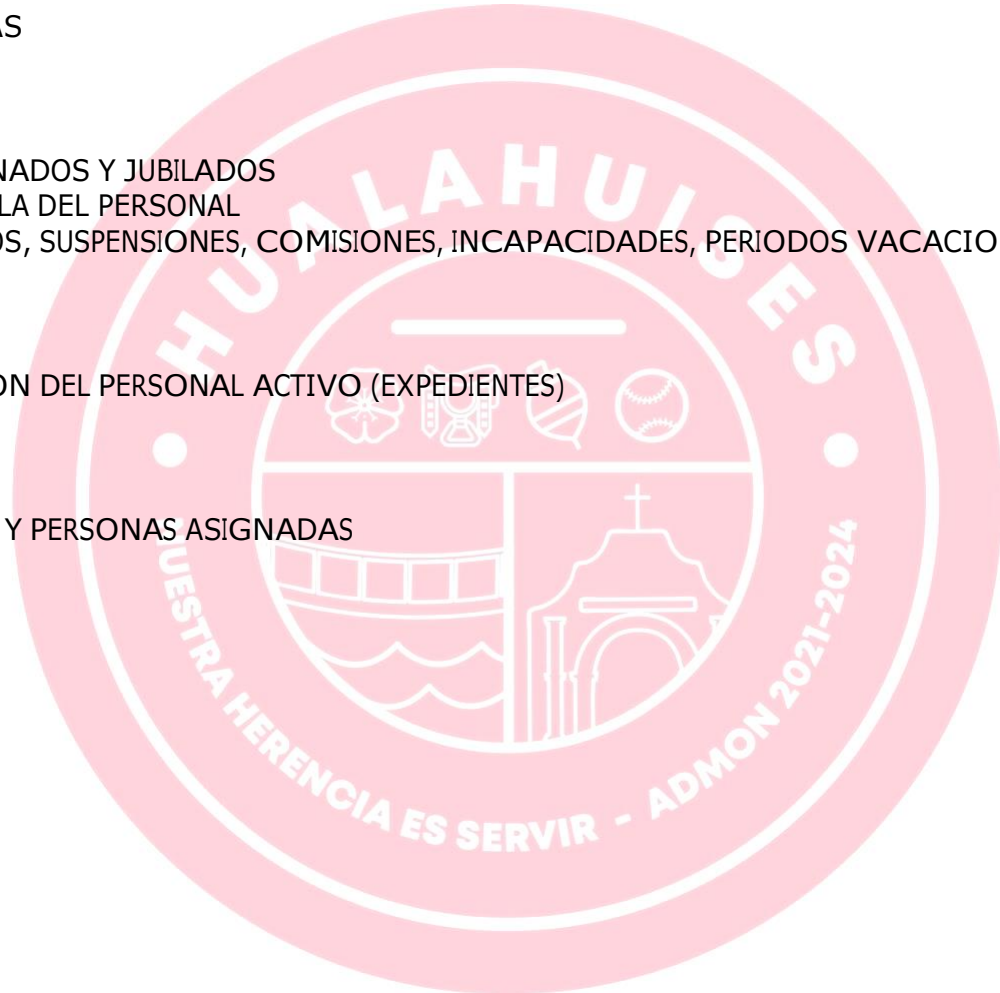 AS
NADOS Y JUBILADOS
LA DEL PERSONAL
OS, SUSPENSIONES, COMISIONES, INCAPACIDADES, PERIODOS VACACIO
ON DEL PERSONAL ACTIVO (EXPEDIENTES)
Y PERSONAS ASIGNADAS
HUALAHUISES
NUESTRA HERENCIA ES SERVIR - ADMON 2021-2024